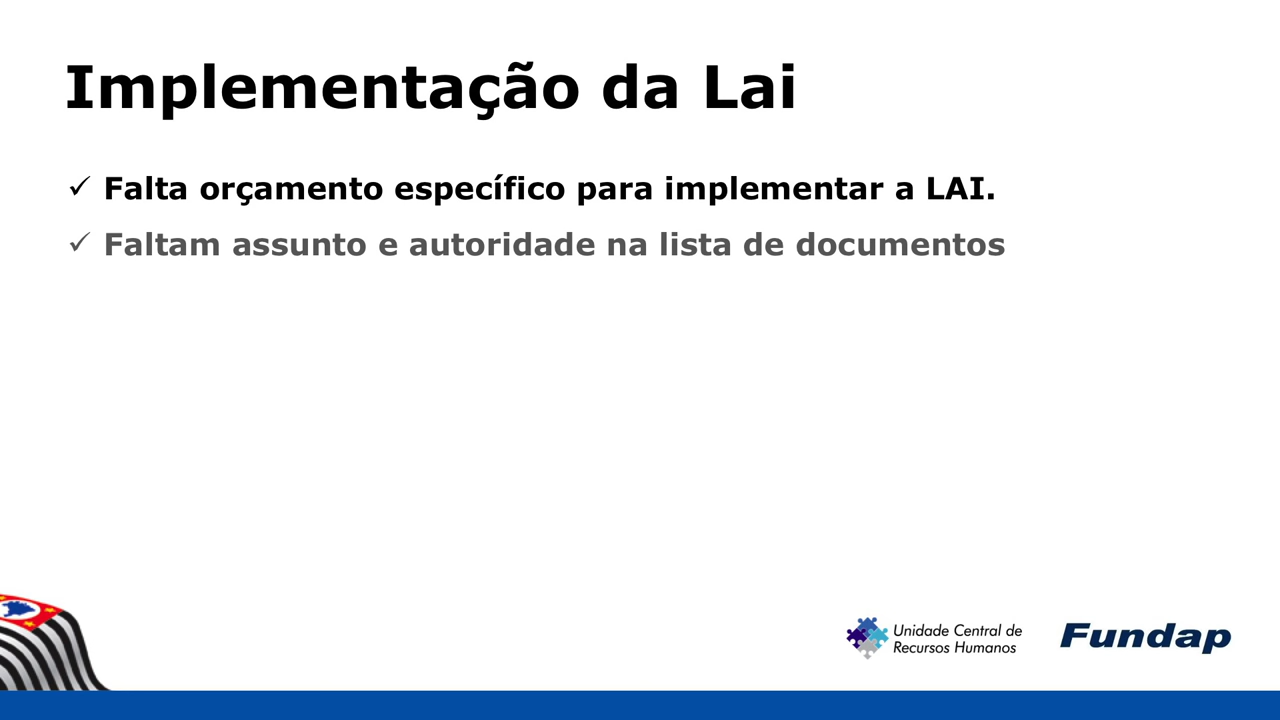 Implementação da Lai
✓ Falta orçamento específico para implementar a LAI.
✓ Faltam assunto e autoridade na lista de documentos
Unidade Central de
Recursos Humanos
Fundap